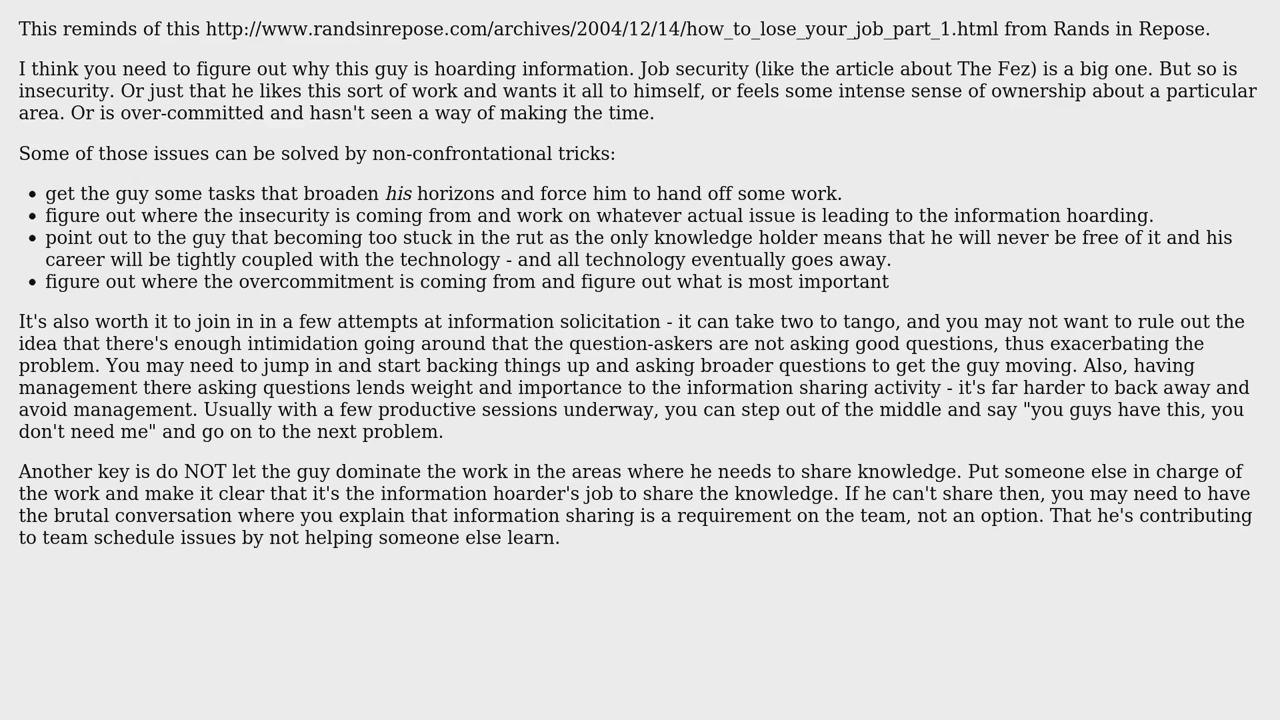 This reminds of this http://www.randsinrepose.com/archives/2004/12/14/how_to_lose_your_job_part_1.html from Rands in Repose.
I think you need to figure out why this guy is hoarding information. Job security (like the article about The Fez) is a big one. But so is
insecurity. Or just that he likes this sort of work and wants it all to himself, or feels some intense sense of ownership about a particular
area. Or is over-committed and hasn't seen a way of making the time.
Some of those issues can be solved by non-confrontational tricks:
• get the guy some tasks that broaden his horizons and force him to hand off some work.
• figure out where the insecurity is coming from and work on whatever actual issue is leading to the information hoarding.
• point out to the guy that becoming too stuck in the rut as the only knowledge holder means that he will never be free of it and his
career will be tightly coupled with the technology - and all technology eventually goes away.
• figure out where the overcommitment is coming from and figure out what is most important
It's also worth it to join in in a few attempts at information solicitation - it can take two to tango, and you may not want to rule out the
idea that there's enough intimidation going around that the question-askers are not asking good questions, thus exacerbating the
problem. You may need to jump in and start backing things up and asking broader questions to get the guy moving. Also, having
management there asking questions lends weight and importance to the information sharing activity - it's far harder to back away and
avoid management. Usually with a few productive sessions underway, you can step out of the middle and say "you guys have this, you
don't need me" and go on to the next problem.
Another key is do NOT let the guy dominate the work in the areas where he needs to share knowledge. Put someone else in charge of
the work and make it clear that it's the information hoarder's job to share the knowledge. If he can't share then, you may need to have
the brutal conversation where you explain that information sharing is a requirement on the team, not an option. That he's contributing
to team schedule issues by not helping someone else learn.